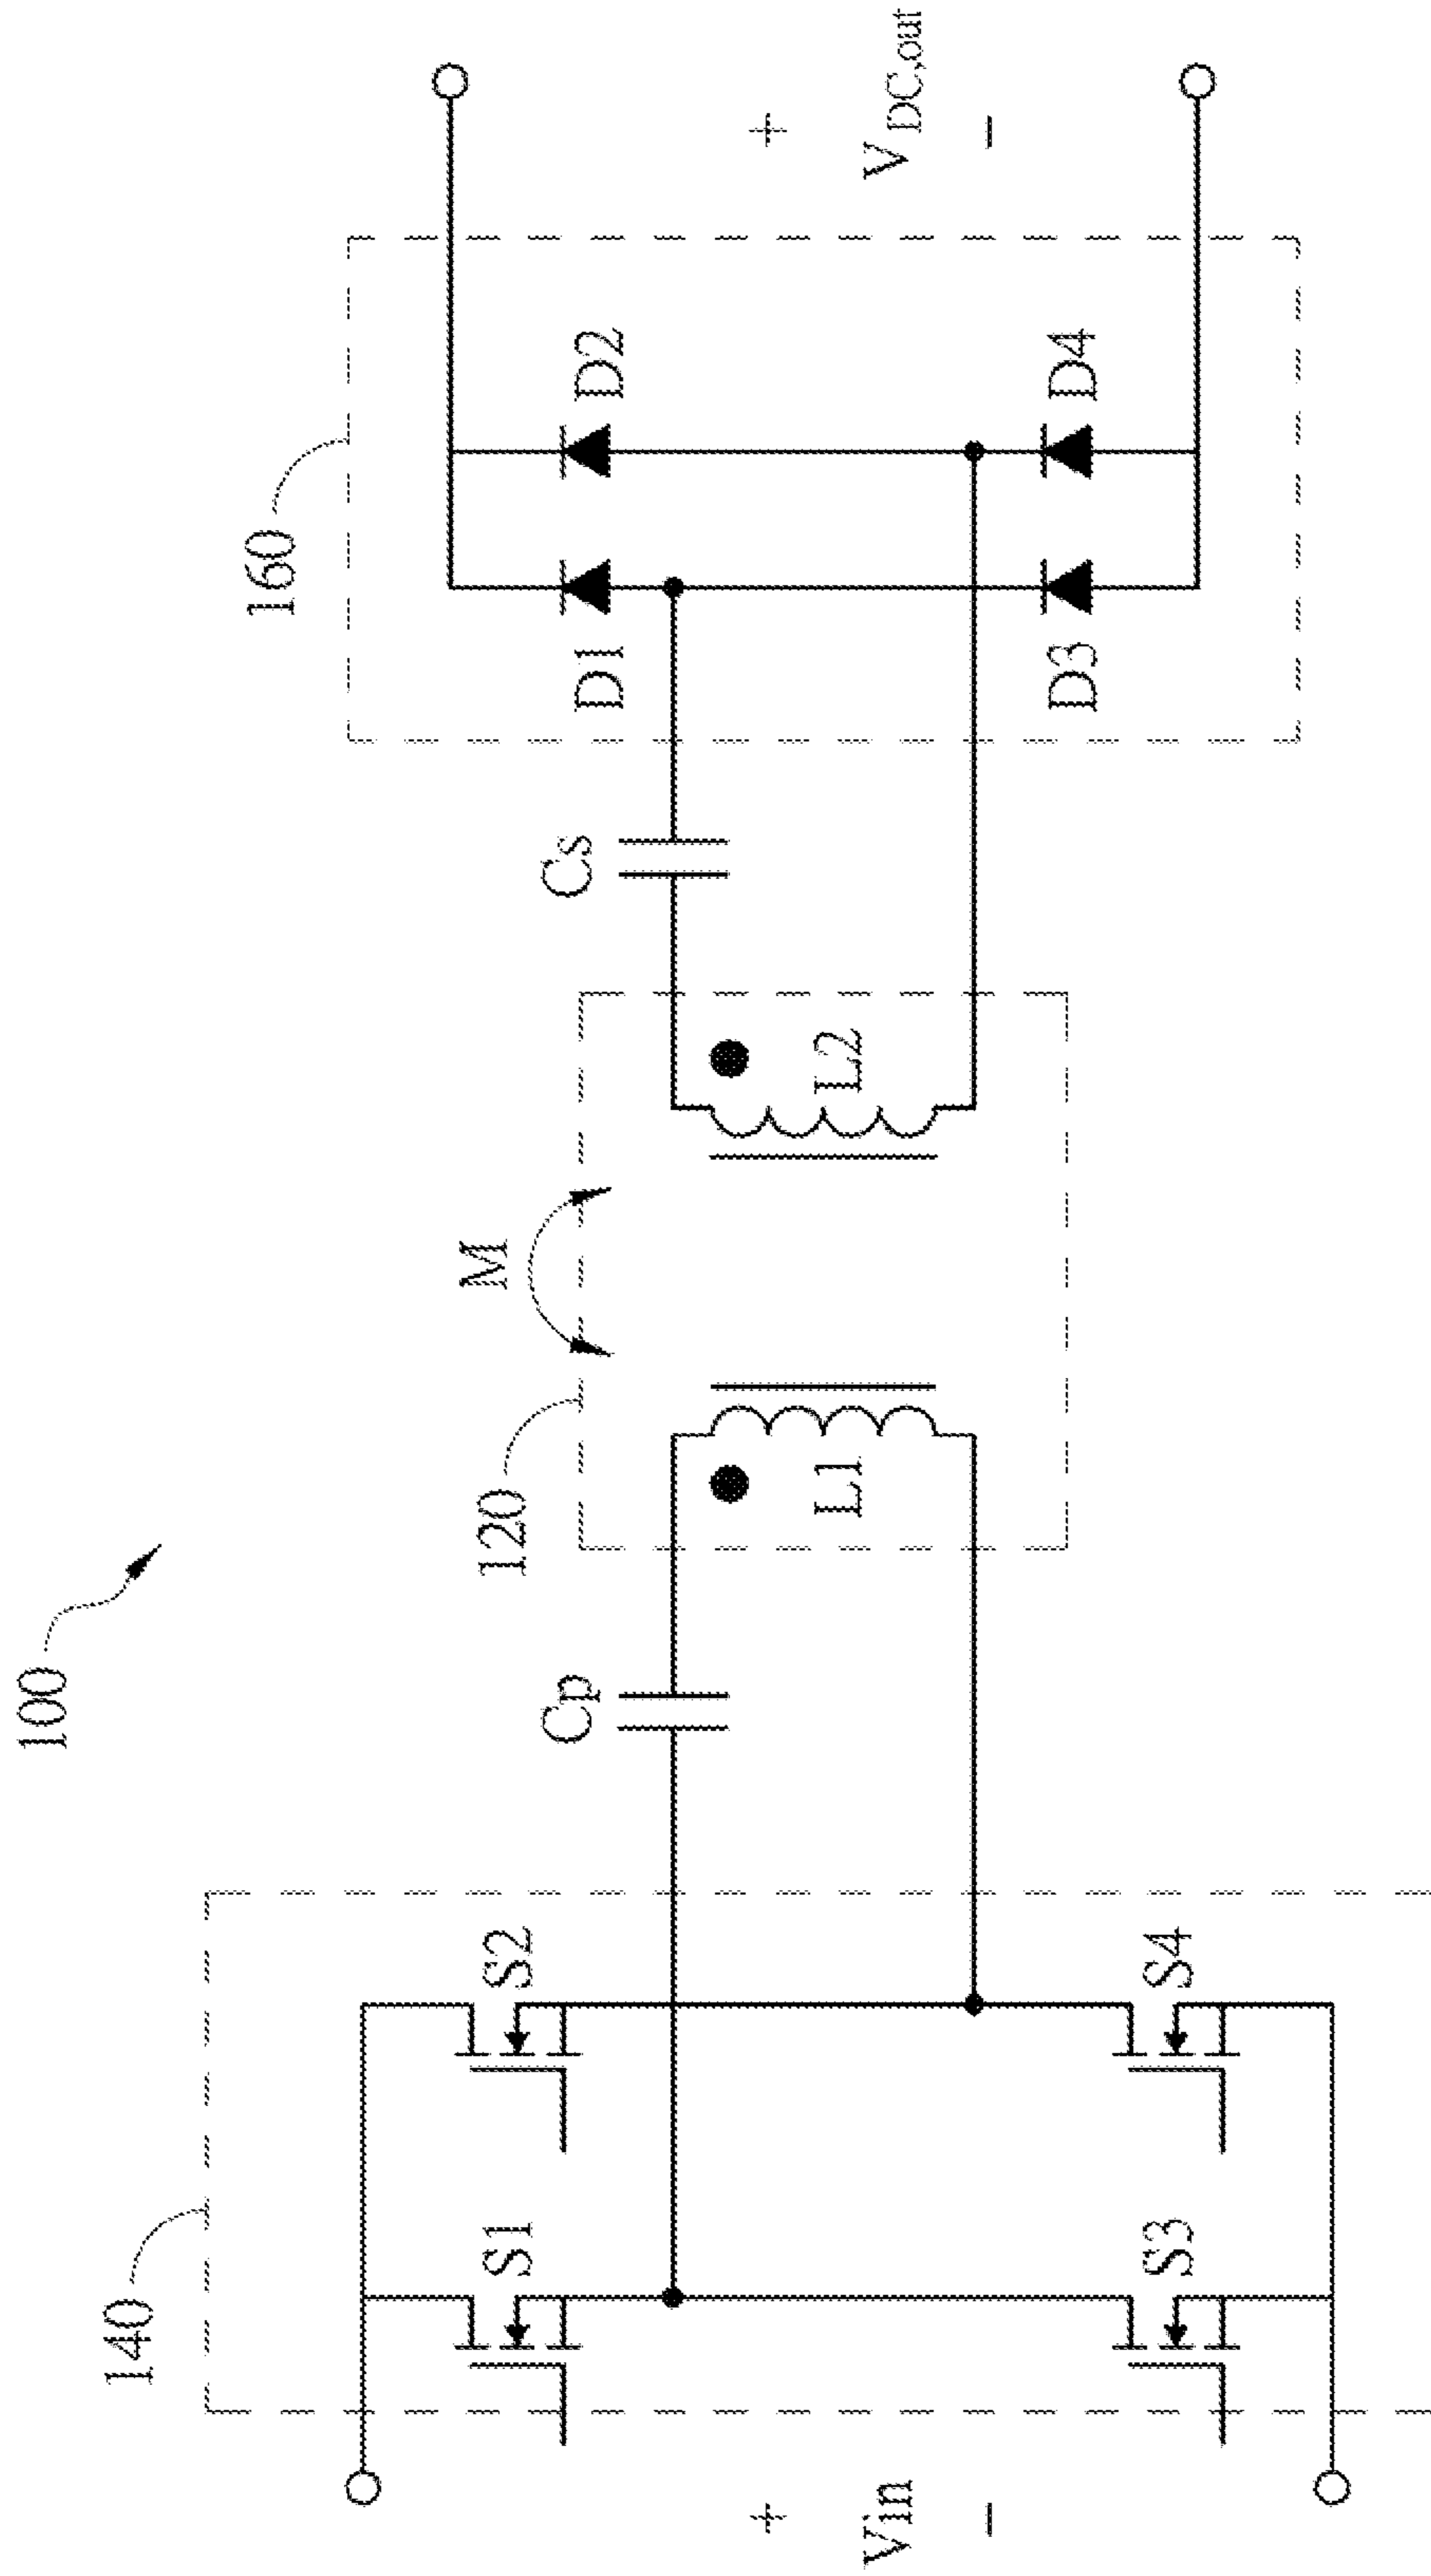 100
140
S1
S2
S3
S4
+
Vin
−
Cp
120
M
L1
L2
Cs
160
D1
D2
D3
D4
+
VDC,out
−